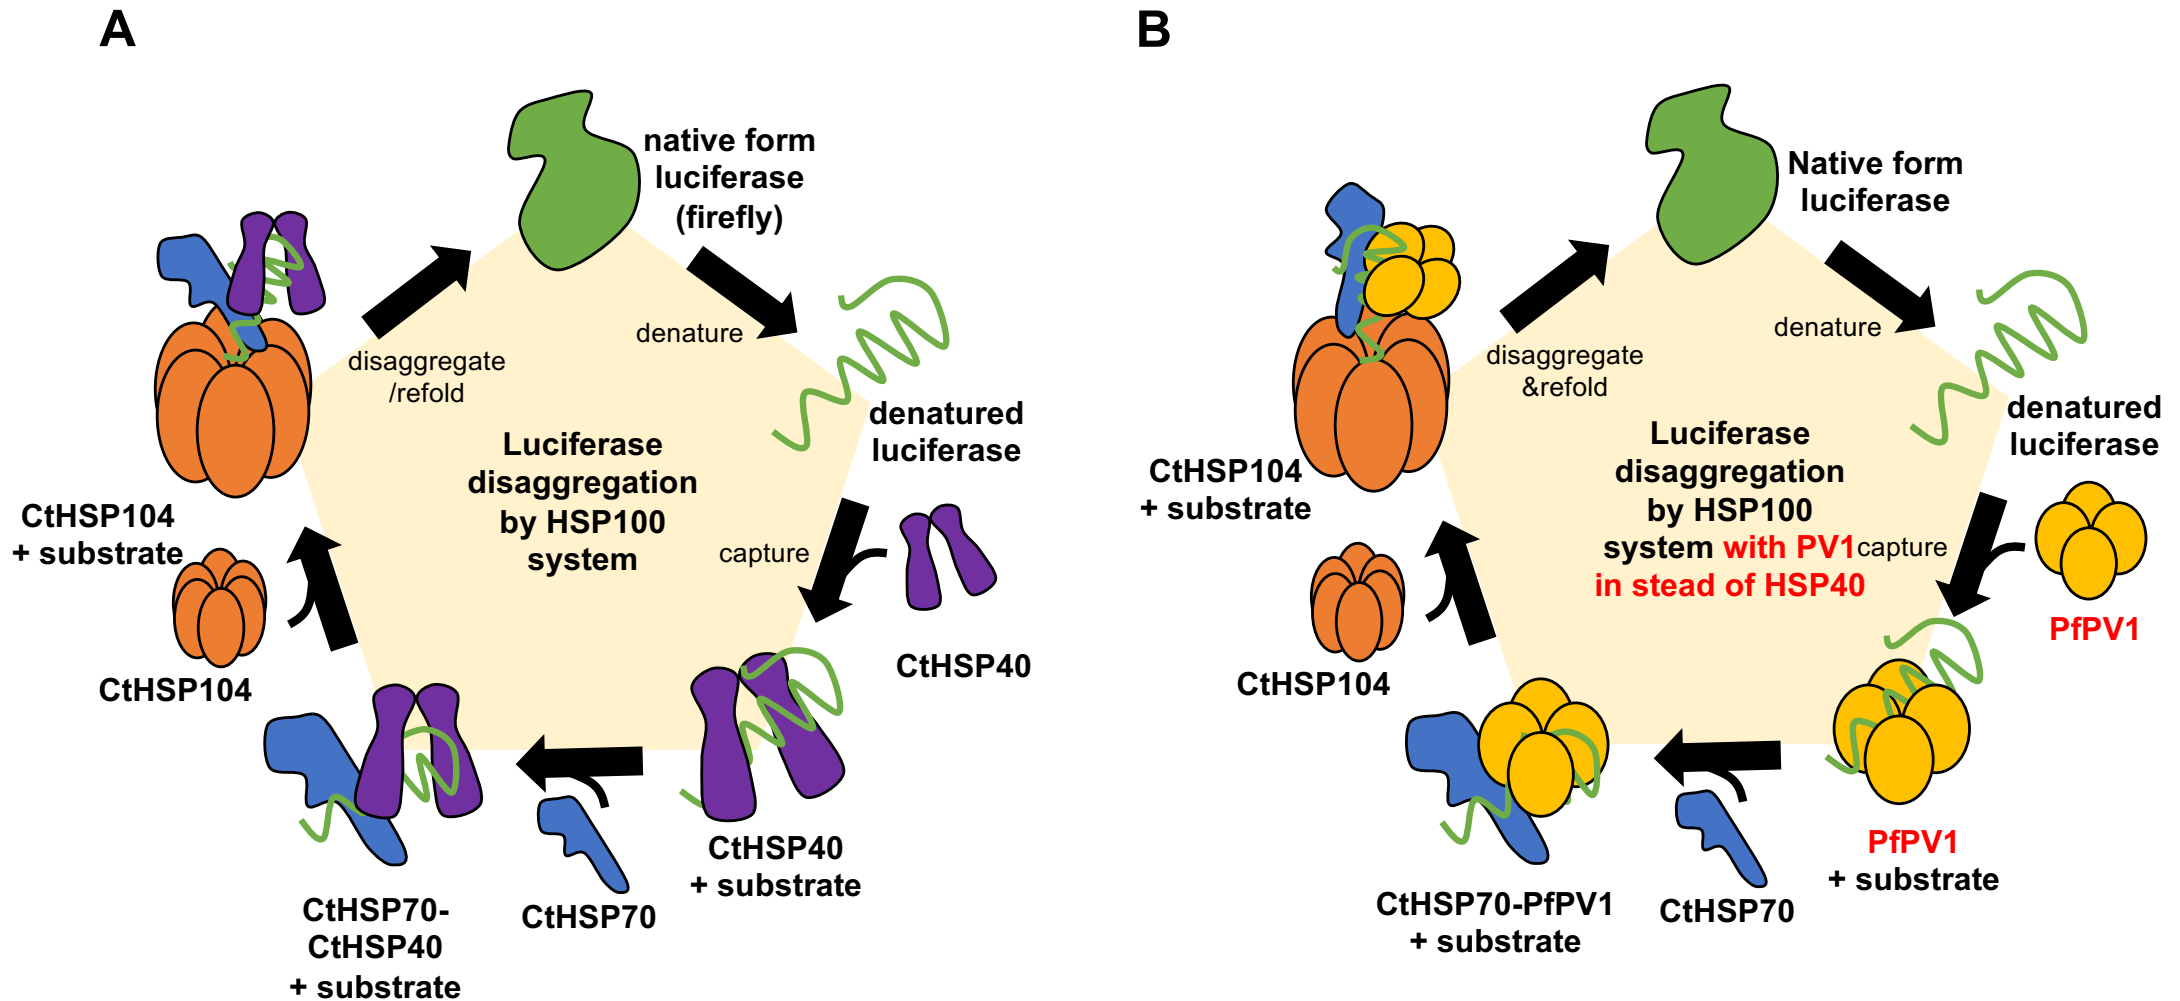 A
native form
luciferase
(firefly)
denature
denatured
luciferase
capture
CtHSP40
CtHSP40
+ substrate
CtHSP70
CtHSP70-
CtHSP40
+ substrate
CtHSP104
CtHSP104
+ substrate
disaggregate
/refold
Luciferase
disaggregation
by HSP100
system
B
Native form
luciferase
denature
denatured
luciferase
capture
PfPV1
PfPV1
+ substrate
CtHSP70
CtHSP70-PfPV1
+ substrate
CtHSP104
CtHSP104
+ substrate
disaggregate
&refold
Luciferase
disaggregation
by HSP100
system with PV1
in stead of HSP40